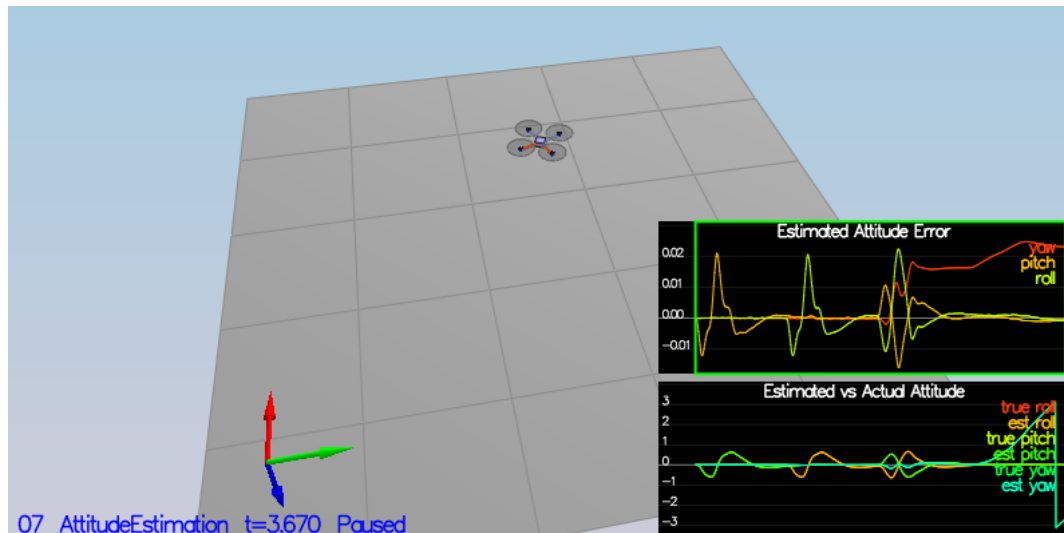 Estimated Attitude Error
yaw
pitch
roll
0.02
0.01
0.00
-0.01
Estimated vs Actual Attitude
true roll
est roll
true pitch
est pitch
true yaw
est yaw
3
2
1
0
-1
-2
-3
07 AttitudeEstimation t=3.670 Paused